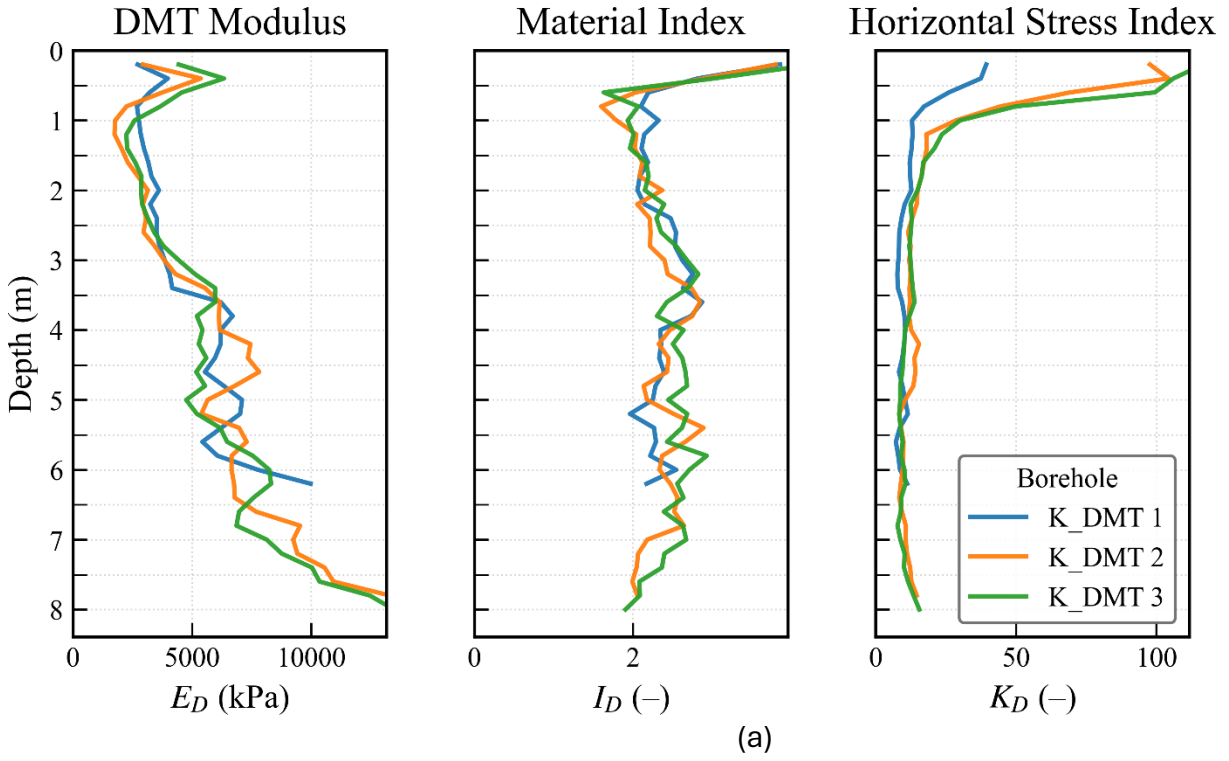 DMT Modulus
Material Index
Horizontal Stress Index
Depth (m)
0
1
2
3
4
5
6
7
8
0 5000 10000
E_D (kPa)
0 2
I_D (–)
0 50 100
K_D (–)
Borehole
K_DMT 1
K_DMT 2
K_DMT 3
(a)